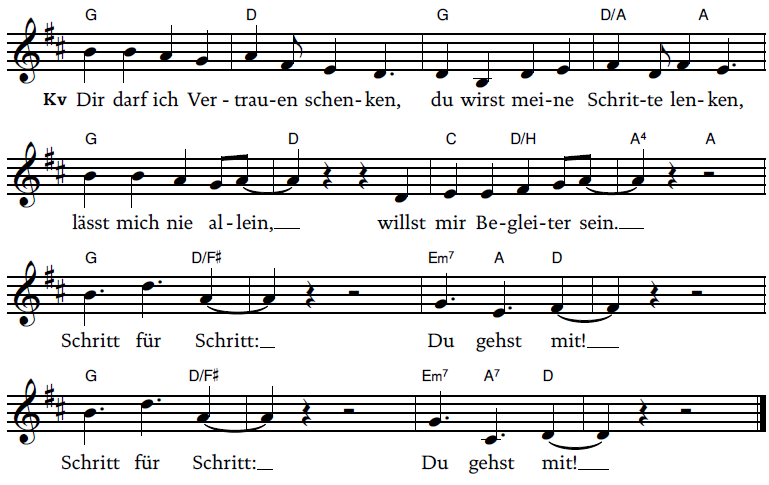 G D G D/A A
Kv Dir darf ich Ver-trau-en schen-ken, du wirst mei-ne Schrit-te len-ken,
G D C D/H A4 A
lässt mich nie al-lein, willst mir Be-glei-ter sein.
G D/F♯ Em7 A D
Schritt für Schritt: Du gehst mit!
G D/F♯ Em7 A7 D
Schritt für Schritt: Du gehst mit!